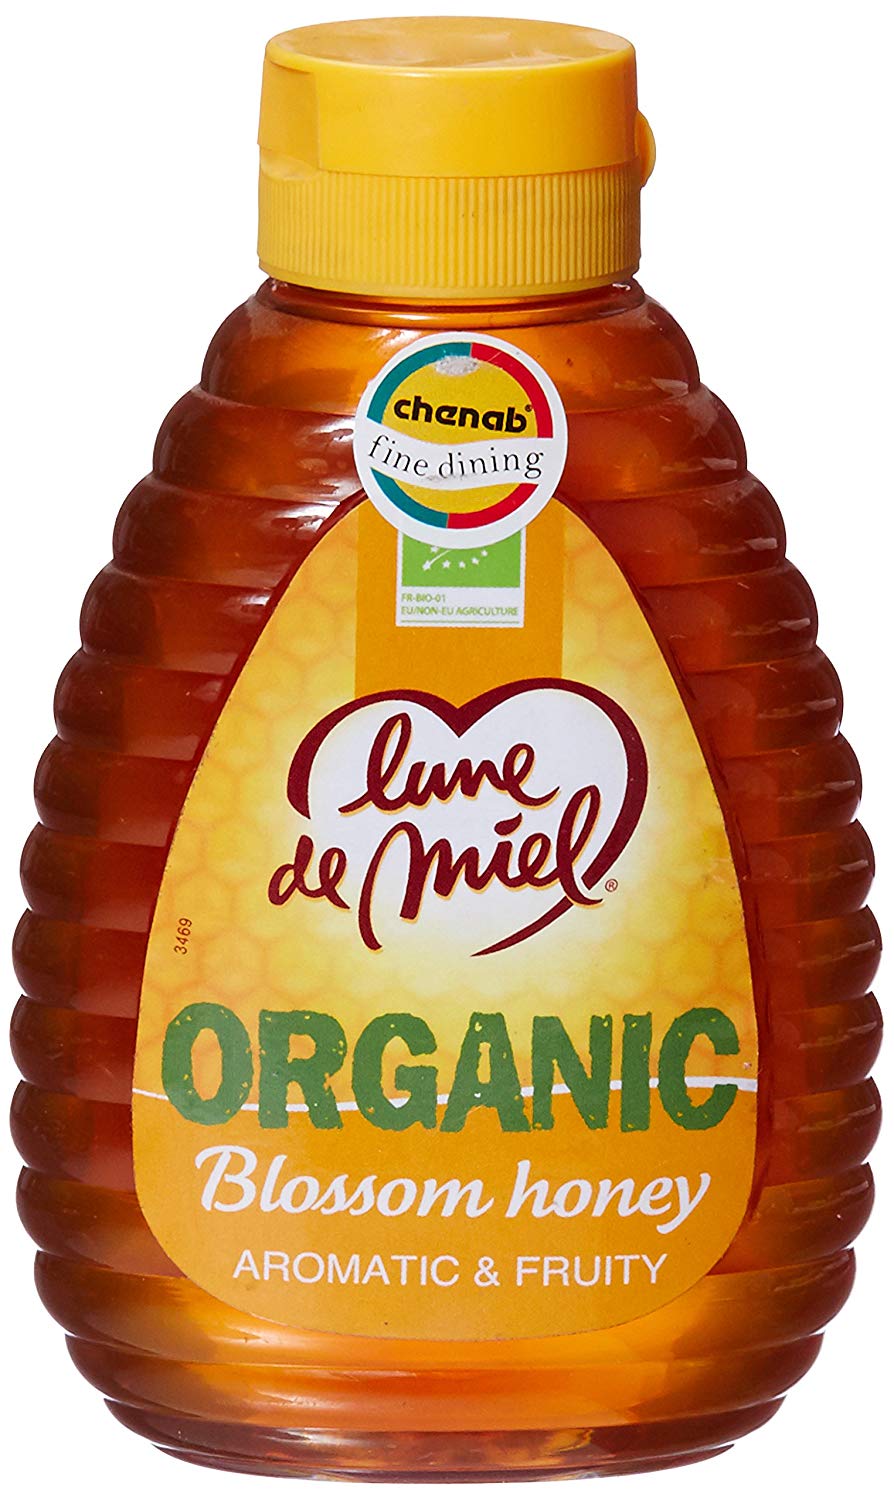 chenab®
fine dining
FR-BIO-01
EU/NON-EU AGRICULTURE
lune
de miel®
3469
ORGANIC
Blossom honey
AROMATIC & FRUITY